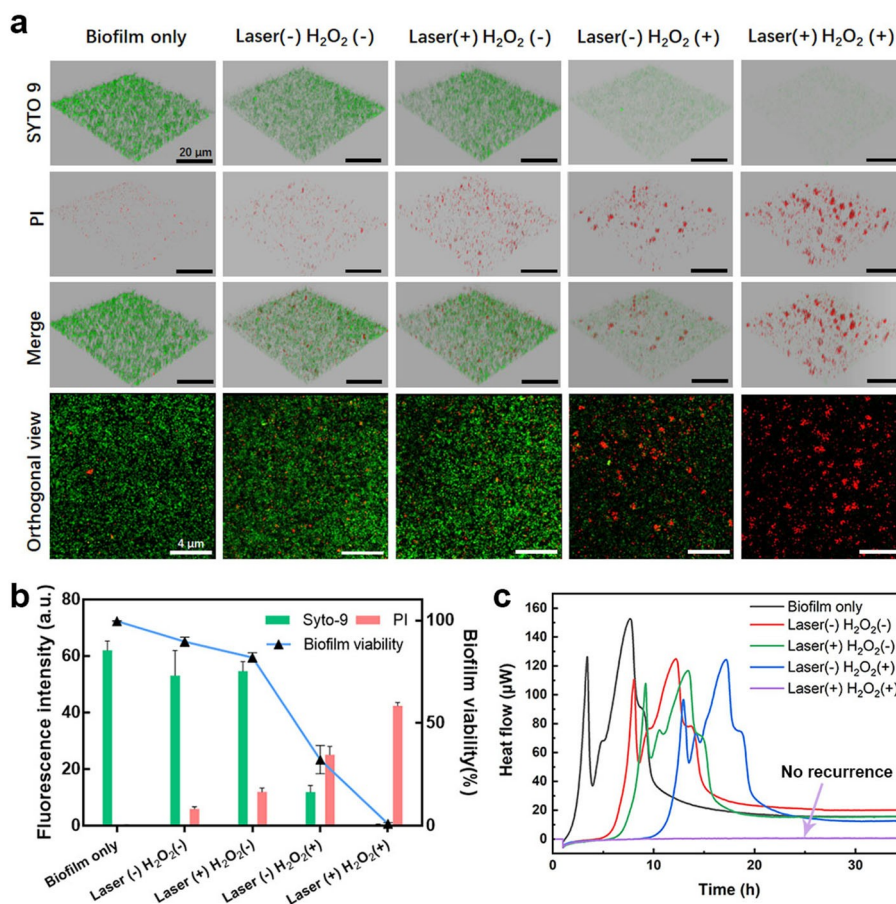 a
Biofilm only
Laser(-) H₂O₂ (-)
Laser(+) H₂O₂ (-)
Laser(-) H₂O₂ (+)
Laser(+) H₂O₂ (+)
SYTO 9
20 µm
PI
Merge
Orthogonal view
4 µm
b
Fluorescence intensity (a.u.)
80
60
40
20
0
Syto-9
PI
Biofilm viability
100
50
0
Biofilm viability(%)
Biofilm only
Laser (-) H₂O₂(-)
Laser (+) H₂O₂(-)
Laser (-) H₂O₂(+)
Laser (+) H₂O₂(+)
c
Heat flow (µW)
160
140
120
100
80
60
40
20
0
Biofilm only
Laser(-) H₂O₂(-)
Laser(+) H₂O₂(-)
Laser(-) H₂O₂(+)
Laser(+) H₂O₂(+)
No recurrence
0
10
20
30
Time (h)